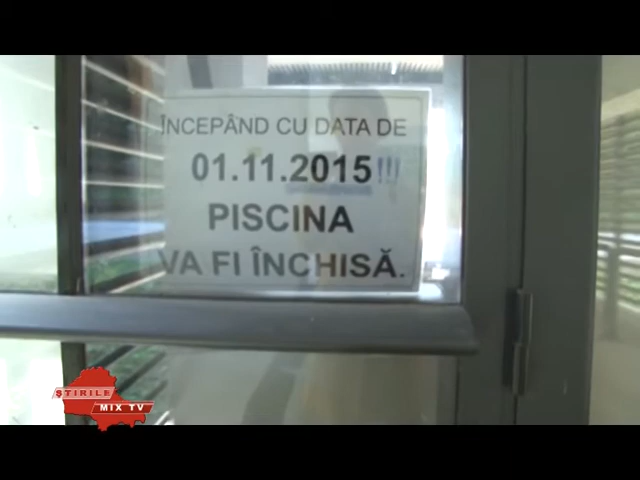 ÎNCEPÂND CU DATA DE
01.11.2015!!!
PISCINA
VA FI ÎNCHISĂ.
ȘTIRILE
MIX TV